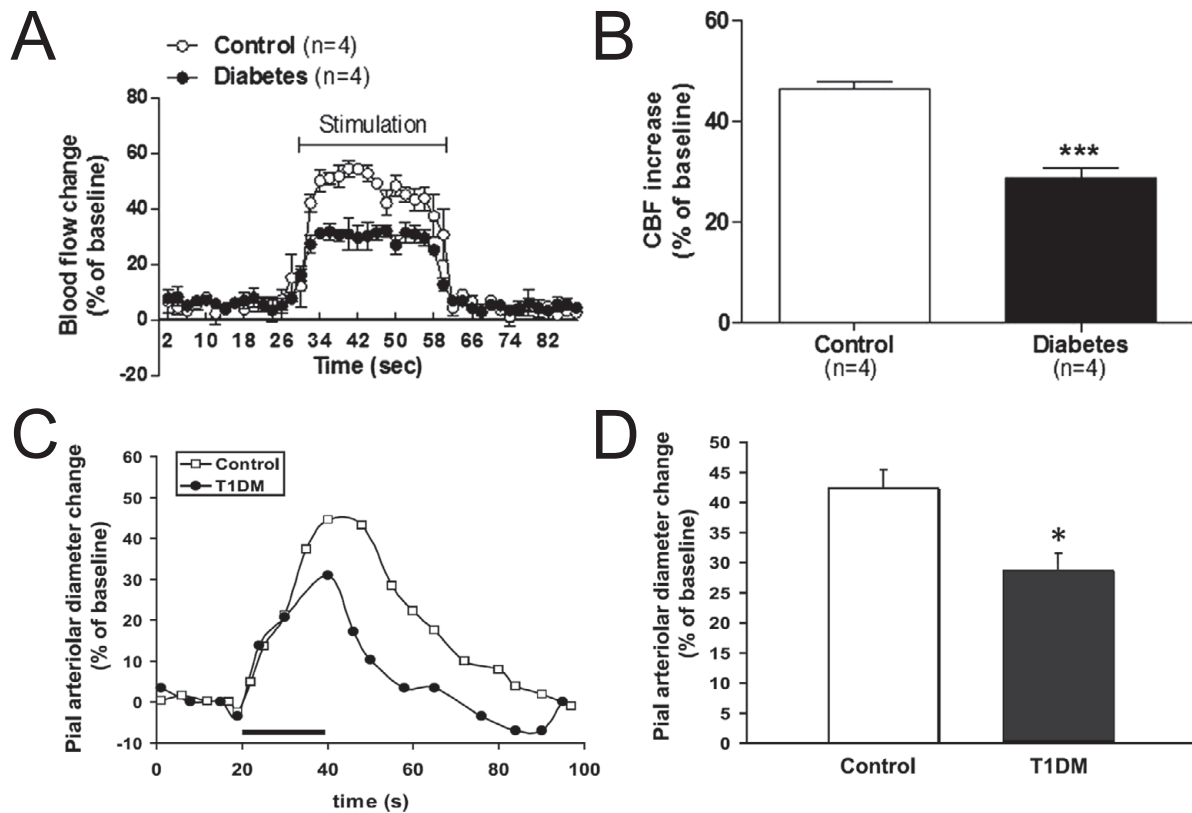 A
Control (n=4)
Diabetes (n=4)
Blood flow change
(% of baseline)
80
60
40
20
0
-20
Stimulation
2 10 18 26 34 42 50 58 66 74 82
Time (sec)
B
CBF increase
(% of baseline)
60
40
20
0
***
Control
(n=4)
Diabetes
(n=4)
C
Pial arteriolar diameter change
(% of baseline)
60
50
40
30
20
10
0
-10
Control
T1DM
0 20 40 60 80 100
time (s)
D
Pial arteriolar diameter change
(% of baseline)
50
45
40
35
30
25
20
15
10
5
0
*
Control
T1DM